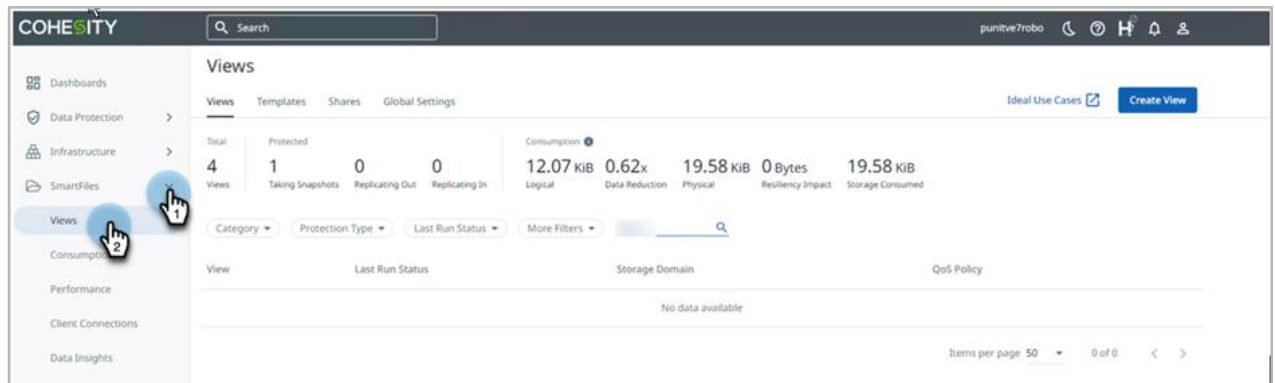 COHESITY
Search
punitve7robo
H
Dashboards
Data Protection
Infrastructure
SmartFiles
1
Views
2
Consumptio
Performance
Client Connections
Data Insights
Views
Views Templates Shares Global Settings
Ideal Use Cases Create View
Total Protected Consumption
4 1 0 0 12.07 KiB 0.62x 19.58 KiB 0 Bytes 19.58 KiB
Views Taking Snapshots Replicating Out Replicating In Logical Data Reduction Physical Resiliency Impact Storage Consumed
Category Protection Type Last Run Status More Filters
View Last Run Status Storage Domain QoS Policy
No data available
Items per page 50 0 of 0